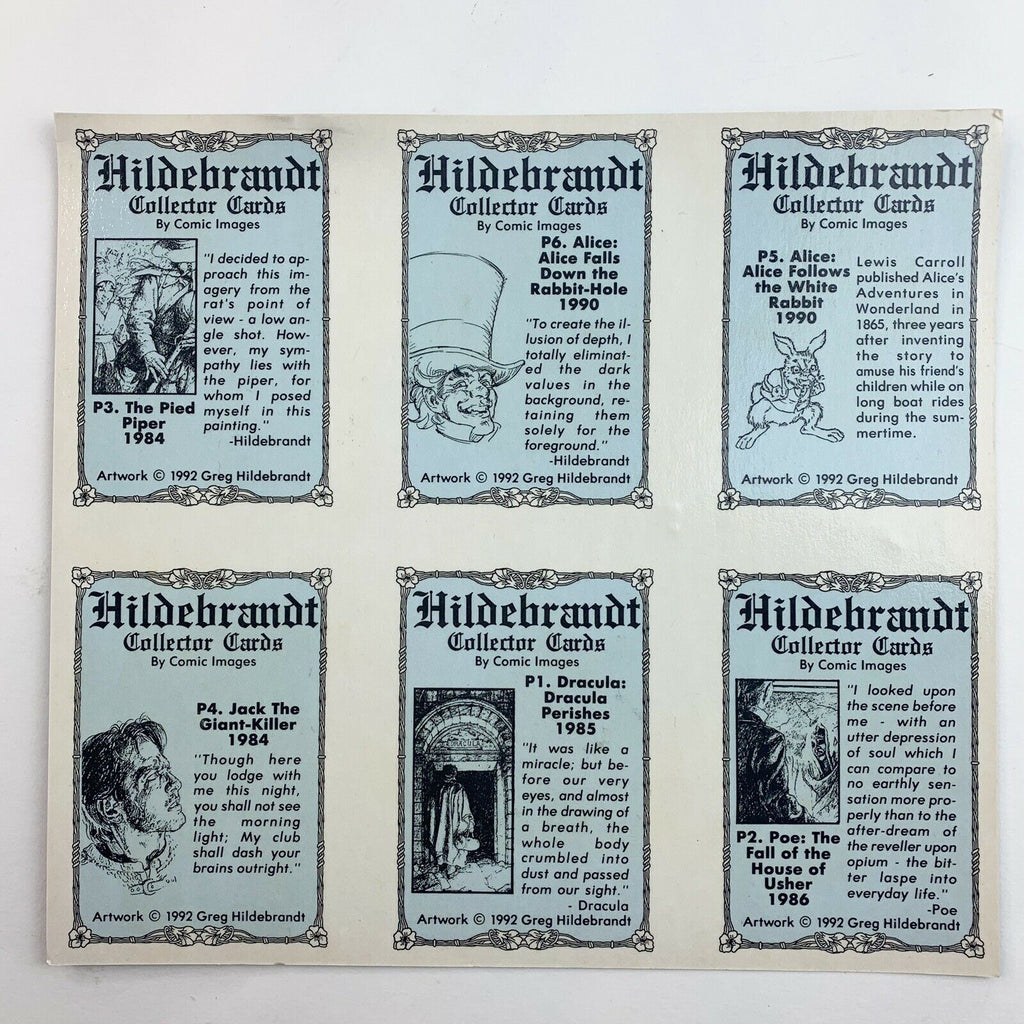 Hildebrandt
Collector Cards
By Comic Images
"I decided to ap-
proach this im-
agery from the
rat's point of
view - a low an-
gle shot. How-
ever, my sym-
pathy lies with
the piper, for
whom I posed
myself in this
painting."
-Hildebrandt
P3. The Pied
Piper
1984
Artwork © 1992 Greg Hildebrandt
Hildebrandt
Collector Cards
By Comic Images
P6. Alice:
Alice Falls
Down the
Rabbit-Hole
1990
"To create the il-
lusion of depth, I
totally eliminat-
ed the dark
values in the
background, re-
taining them
solely for the
foreground."
-Hildebrandt
Artwork © 1992 Greg Hildebrandt
Hildebrandt
Collector Cards
By Comic Images
P5. Alice:
Alice Follows
the White
Rabbit
1990
Lewis Carroll
published Alice's
Adventures in
Wonderland in
1865, three years
after inventing
the story to
amuse his friend's
children while on
long boat rides
during the sum-
mertime.
Artwork © 1992 Greg Hildebrandt
Hildebrandt
Collector Cards
By Comic Images
P4. Jack The
Giant-Killer
1984
"Though here
you lodge with
me this night,
you shall not see
the morning
light; My club
shall dash your
brains outright."
Artwork © 1992 Greg Hildebrandt
Hildebrandt
Collector Cards
By Comic Images
P1. Dracula:
Dracula
Perishes
1985
DRACULA
"It was like a
miracle; but be-
fore our very
eyes, and almost
in the drawing of
a breath, the
whole body
crumbled into
dust and passed
from our sight."
- Dracula
Artwork © 1992 Greg Hildebrandt
Hildebrandt
Collector Cards
By Comic Images
"I looked upon
the scene before
me - with an
utter depression
of soul which I
can compare to
no earthly sen-
sation more pro-
perly than to the
after-dream of
the reveller upon
opium - the bit-
ter laspe into
everyday life."
-Poe
P2. Poe: The
Fall of the
House of
Usher
1986
Artwork © 1992 Greg Hildebrandt